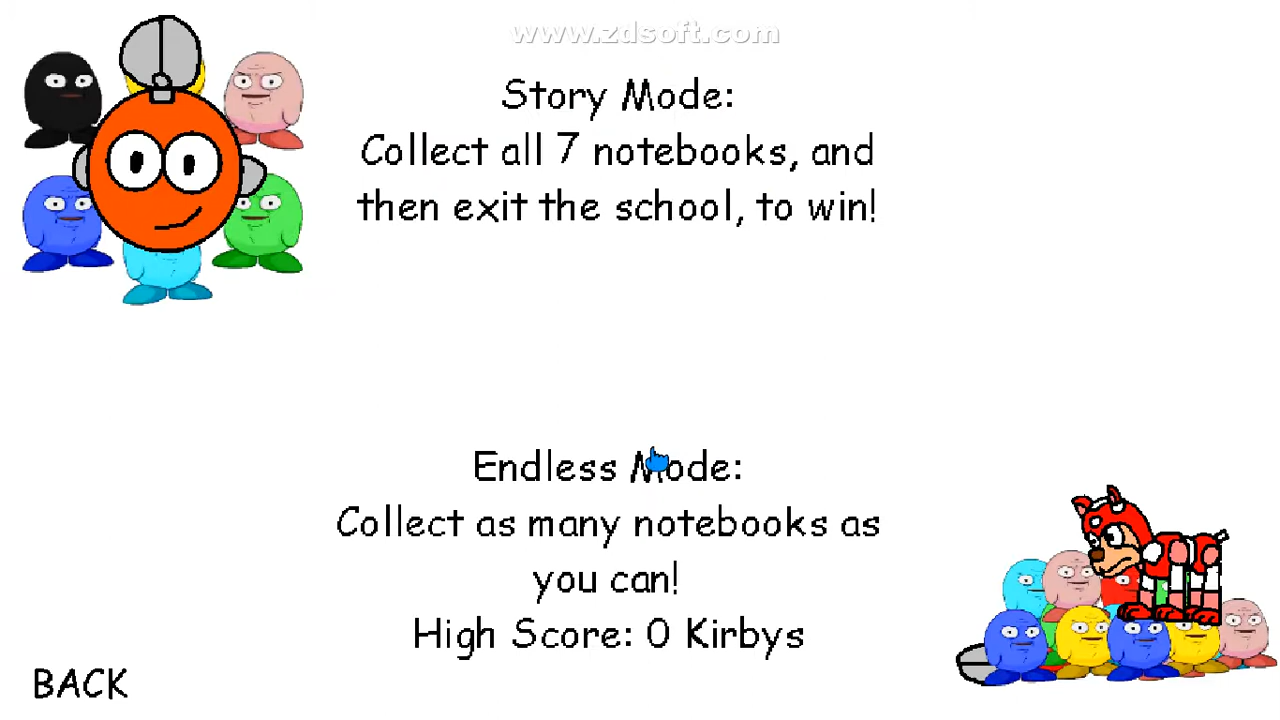 www.zdsoft.com
Story Mode:
Collect all 7 notebooks, and
then exit the school, to win!
Endless Mode:
Collect as many notebooks as
you can!
High Score: 0 Kirbys
BACK